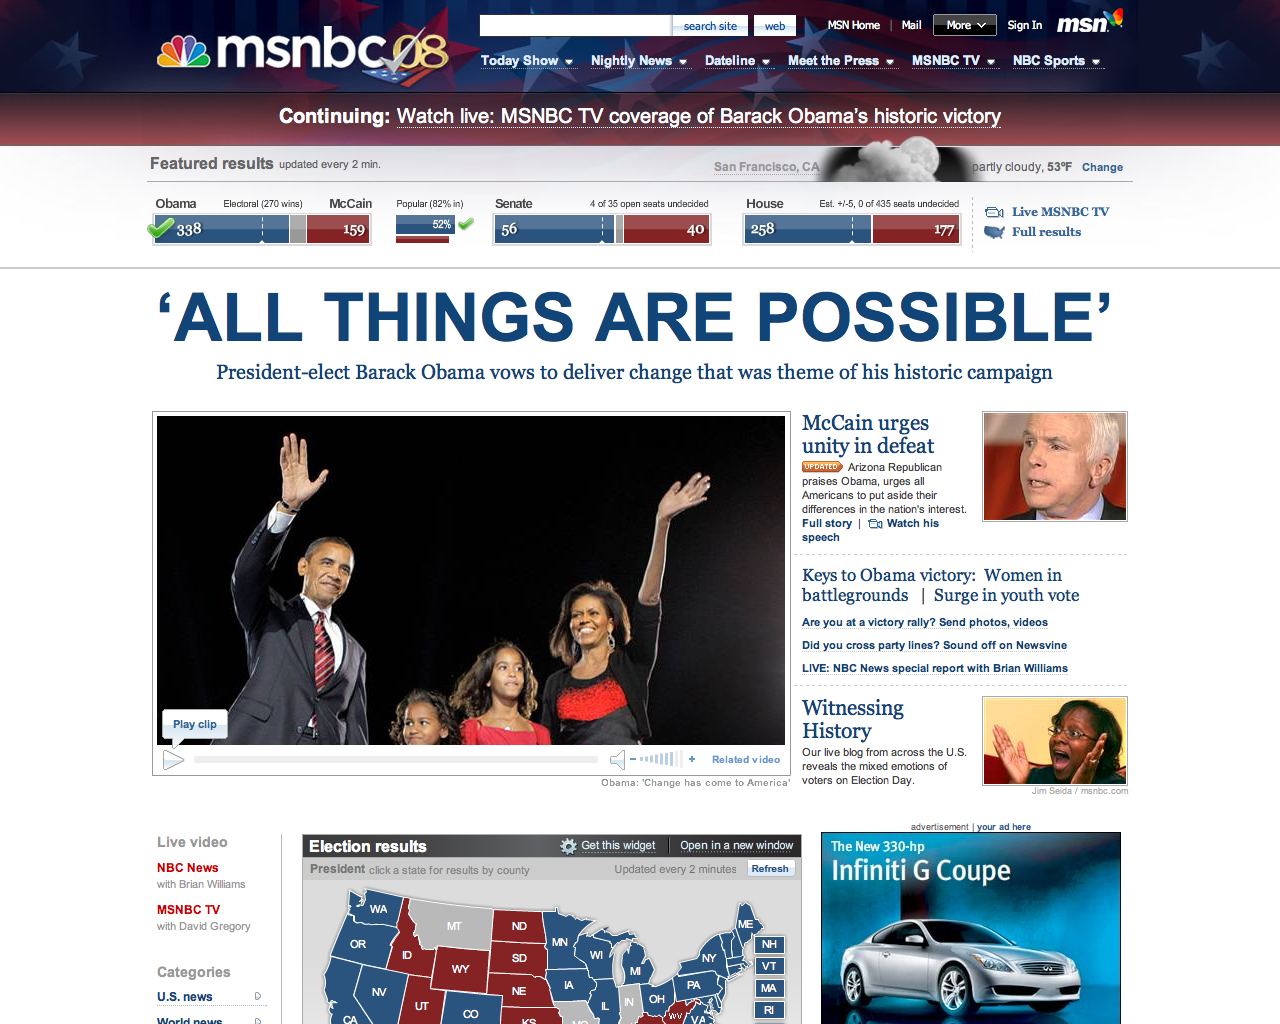 search site
web
MSN Home | Mail
More
Sign In
msn
msnbc 08
Today Show
Nightly News
Dateline
Meet the Press
MSNBC TV
NBC Sports
Continuing: Watch live: MSNBC TV coverage of Barack Obama's historic victory
Featured results updated every 2 min.
San Francisco, CA
partly cloudy, 53°F Change
Obama Electoral (270 wins) McCain
338 159
Popular (82% in)
52%
Senate 4 of 35 open seats undecided
56 40
House Est. +/-5, 0 of 435 seats undecided
258 177
Live MSNBC TV
Full results
‘ALL THINGS ARE POSSIBLE’
President-elect Barack Obama vows to deliver change that was theme of his historic campaign
Play clip
Related video
Obama: 'Change has come to America'
McCain urges
unity in defeat
UPDATED Arizona Republican
praises Obama, urges all
Americans to put aside their
differences in the nation's interest.
Full story | Watch his
speech
Keys to Obama victory: Women in
battlegrounds | Surge in youth vote
Are you at a victory rally? Send photos, videos
Did you cross party lines? Sound off on Newsvine
LIVE: NBC News special report with Brian Williams
Witnessing
History
Our live blog from across the U.S.
reveals the mixed emotions of
voters on Election Day.
Jim Seida / msnbc.com
Live video
NBC News
with Brian Williams
MSNBC TV
with David Gregory
Categories
U.S. news
World news
Election results
Get this widget
Open in a new window
President click a state for results by county
Updated every 2 minutes
Refresh
WA
MT
ND
MN
ME
OR
ID
SD
WI
NY
NH
WY
MI
VT
NV
NE
IA
PA
MA
UT
CO
IL
IN
OH
RI
CA
KS
WV
VA
advertisement | your ad here
The New 330-hp
Infiniti G Coupe